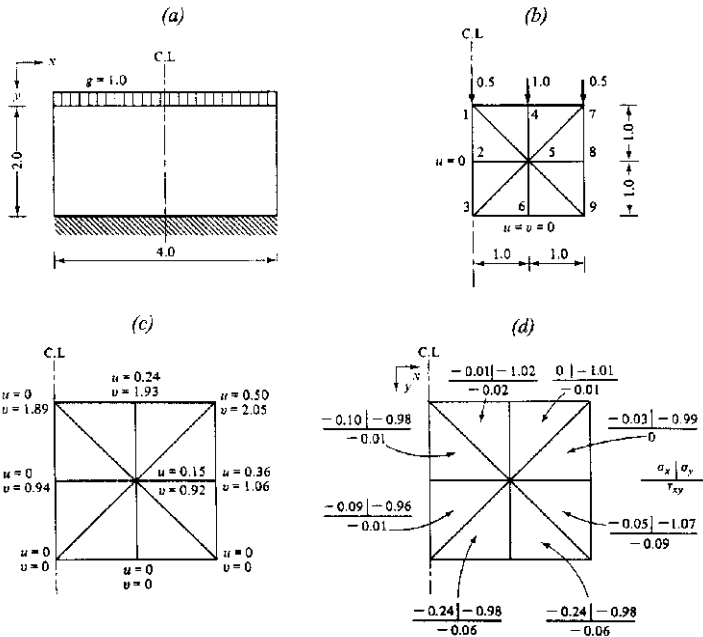 (a)
C.L
x
y
g = 1.0
2.0
4.0
(b)
C.L
0.5
1.0
0.5
1
4
7
u = 0
2
5
8
3
6
9
u = v = 0
1.0
1.0
1.0
1.0
(c)
C.L
u = 0
v = 1.89
u = 0.24
v = 1.93
u = 0.50
v = 2.05
u = 0
v = 0.94
u = 0.15
v = 0.92
u = 0.36
v = 1.06
u = 0
v = 0
u = 0
v = 0
u = 0
v = 0
(d)
C.L
x
y
−0.01 | −1.02
−0.02
0 | −1.01
−0.01
−0.10 | −0.98
−0.01
−0.03 | −0.99
0
σx | σy
τxy
−0.09 | −0.96
−0.01
−0.05 | −1.07
−0.09
−0.24 | −0.98
−0.06
−0.24 | −0.98
−0.06